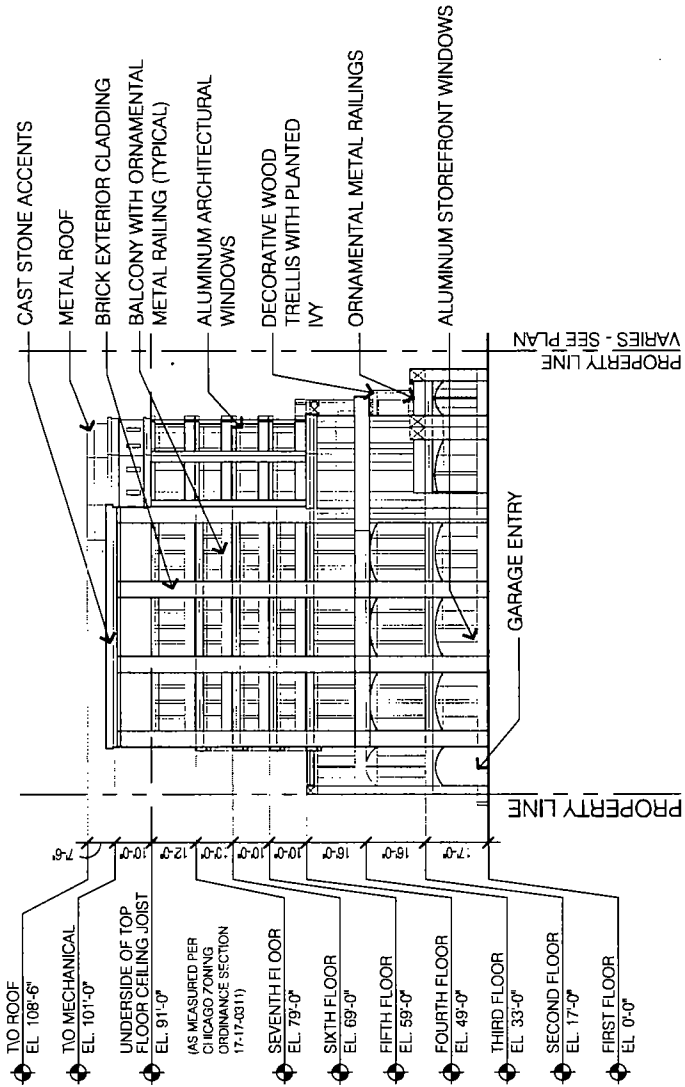 T\O ROOF
EL 108'-6"
T\O MECHANICAL
EL. 101'-0"
UNDERSIDE OF TOP
FLOOR CEILING JOIST
EL. 91'-0"
(AS MEASURED PER
CHICAGO ZONING
ORDINANCE SECTION
17-17-0311)
SEVENTH FLOOR
EL. 79'-0"
SIXTH FLOOR
EL. 69'-0"
FIFTH FLOOR
EL. 59'-0"
FOURTH FLOOR
EL. 49'-0"
THIRD FLOOR
EL 33'-0"
SECOND FLOOR
EL. 17'-0"
FIRST FLOOR
EL 0'-0"
7'-6"
10'-0"
12'-0"
10'-0"
10'-0"
10'-0"
16'-0"
16'-0"
17'-0"
PROPERTY LINE
GARAGE ENTRY
PROPERTY LINE
VARIES - SEE PLAN
CAST STONE ACCENTS
METAL ROOF
BRICK EXTERIOR CLADDING
BALCONY WITH ORNAMENTAL
METAL RAILING (TYPICAL)
ALUMINUM ARCHITECTURAL
WINDOWS
DECORATIVE WOOD
TRELLIS WITH PLANTED
IVY
ORNAMENTAL METAL RAILINGS
ALUMINUM STOREFRONT WINDOWS